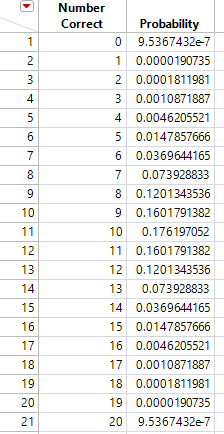 Number
Correct Probability
1 0 9.5367432e-7
2 1 0.0000190735
3 2 0.0001811981
4 3 0.0010871887
5 4 0.0046205521
6 5 0.0147857666
7 6 0.0369644165
8 7 0.073928833
9 8 0.1201343536
10 9 0.1601791382
11 10 0.176197052
12 11 0.1601791382
13 12 0.1201343536
14 13 0.073928833
15 14 0.0369644165
16 15 0.0147857666
17 16 0.0046205521
18 17 0.0010871887
19 18 0.0001811981
20 19 0.0000190735
21 20 9.5367432e-7